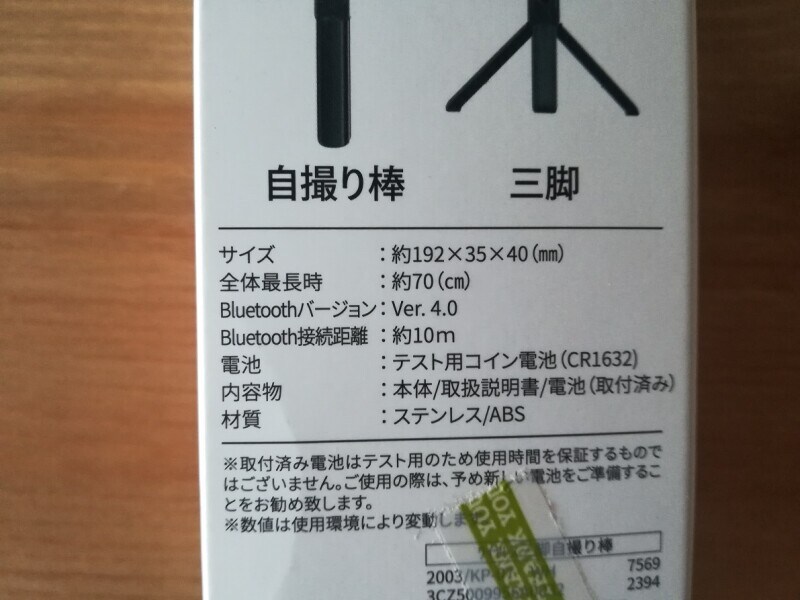 自撮り棒 三脚
サイズ :約192×35×40(㎜)
全体最長時 :約70(㎝)
Bluetoothバージョン:Ver. 4.0
Bluetooth接続距離 :約10m
電池 :テスト用コイン電池(CR1632)
内容物 :本体/取扱説明書/電池(取付済み)
材質 :ステンレス/ABS
※取付済み電池はテスト用のため使用時間を保証するもので
はございません。ご使用の際は、予め新しい電池をご準備するこ
とをお勧め致します。
※数値は使用環境により変動しま
自撮り棒
2003/KP 7569
2394